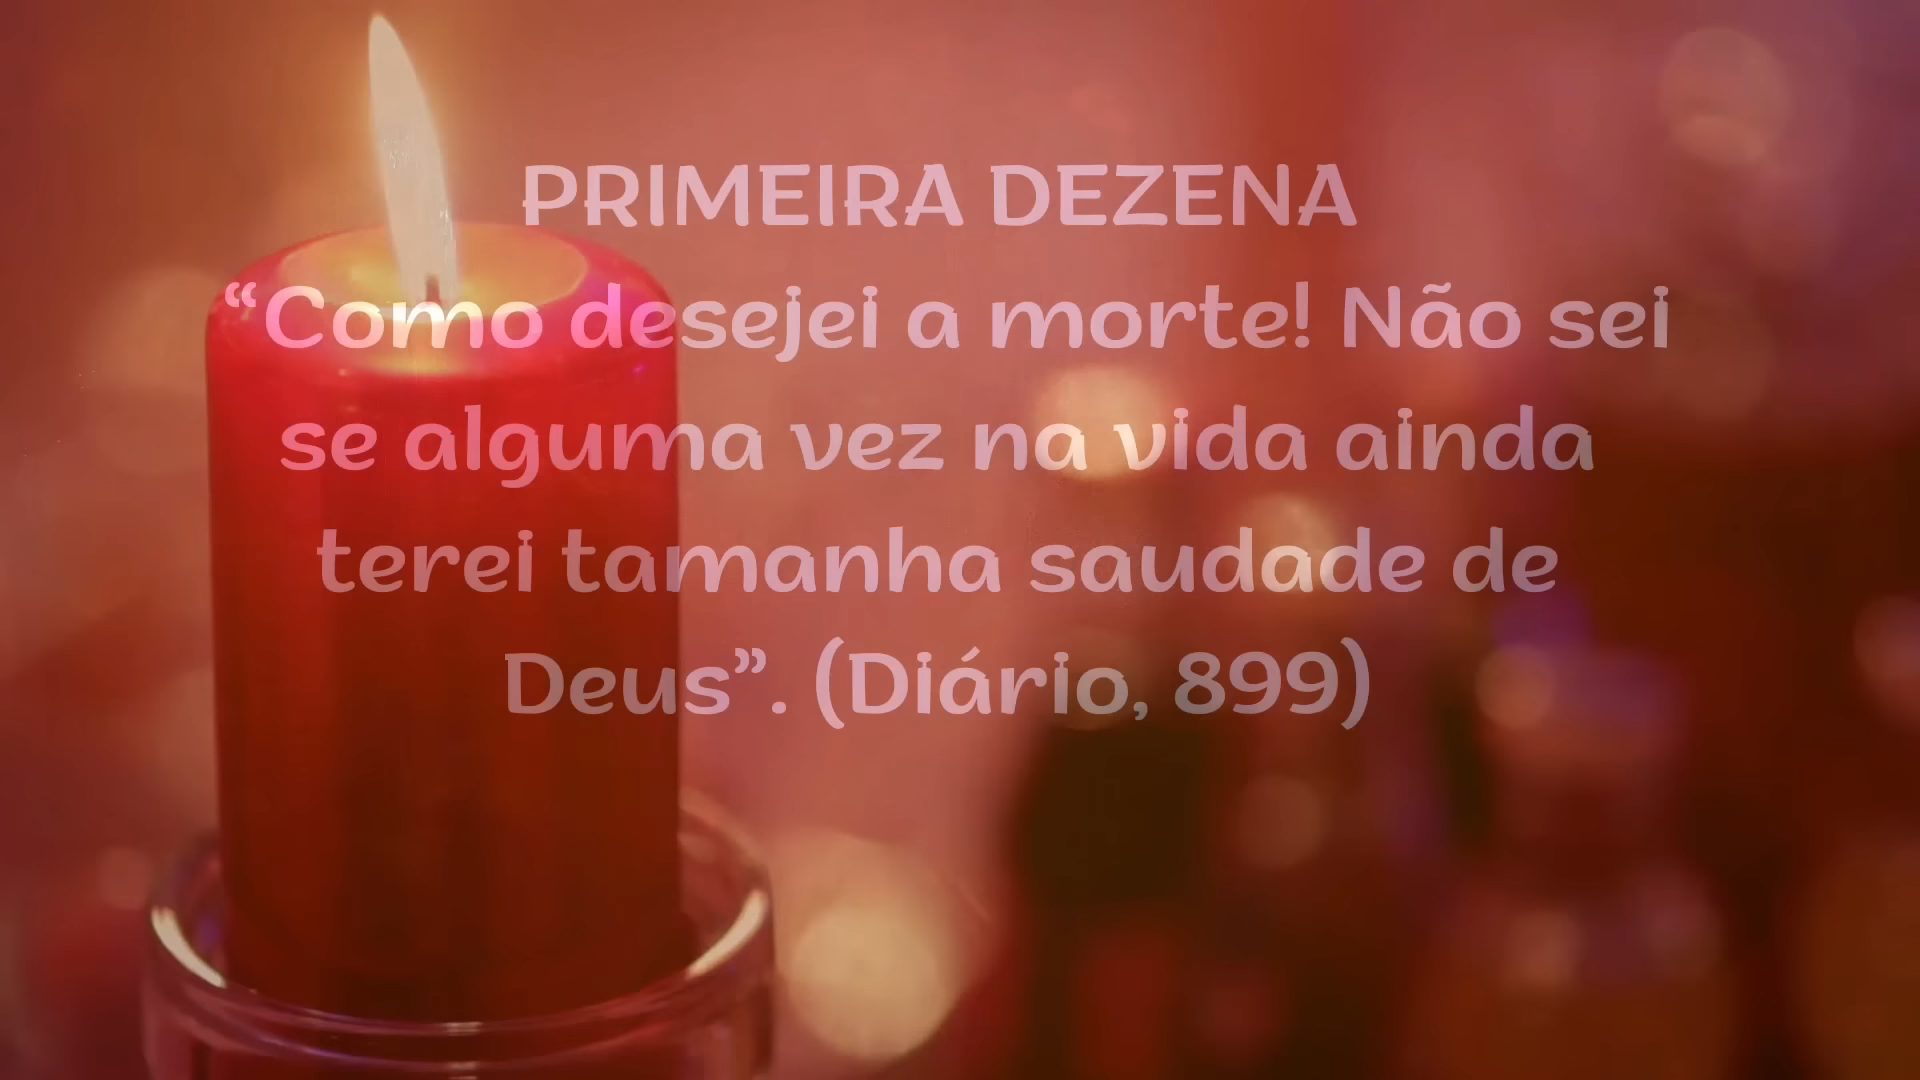 PRIMEIRA DEZENA
“Como desejei a morte! Não sei
se alguma vez na vida ainda
terei tamanha saudade de
Deus”. (Diário, 899)